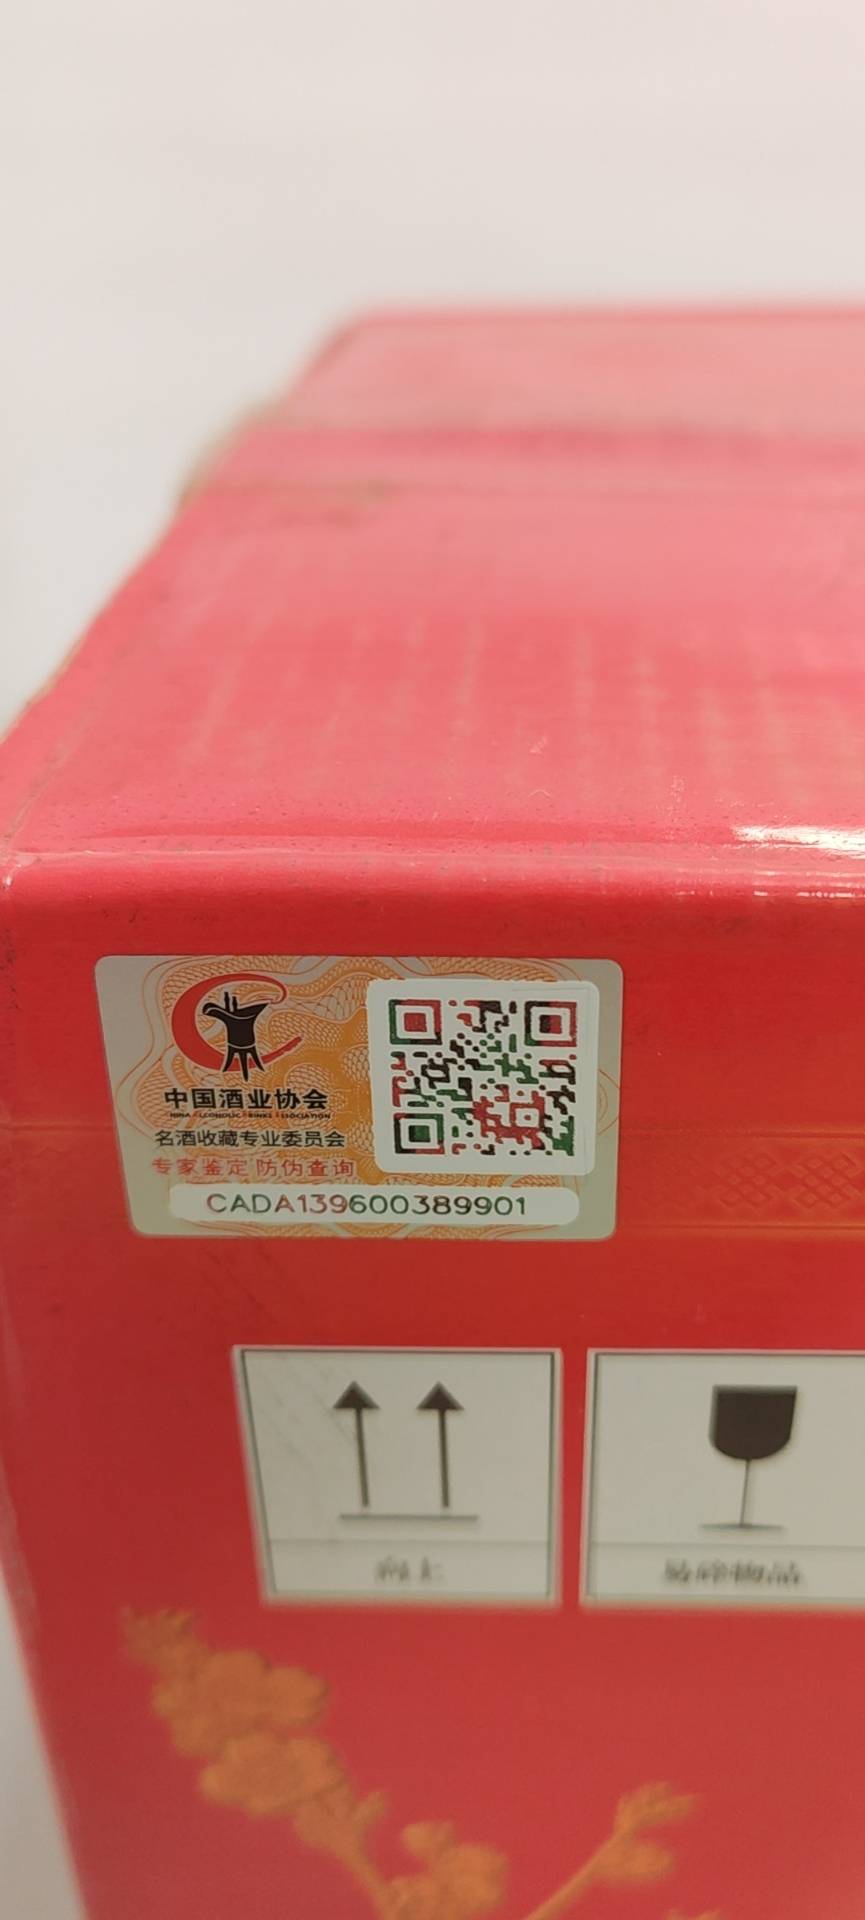 中国酒业协会
名酒收藏专业委员会
专家鉴定 防伪查询
CADA139600389901
向上
易碎物品